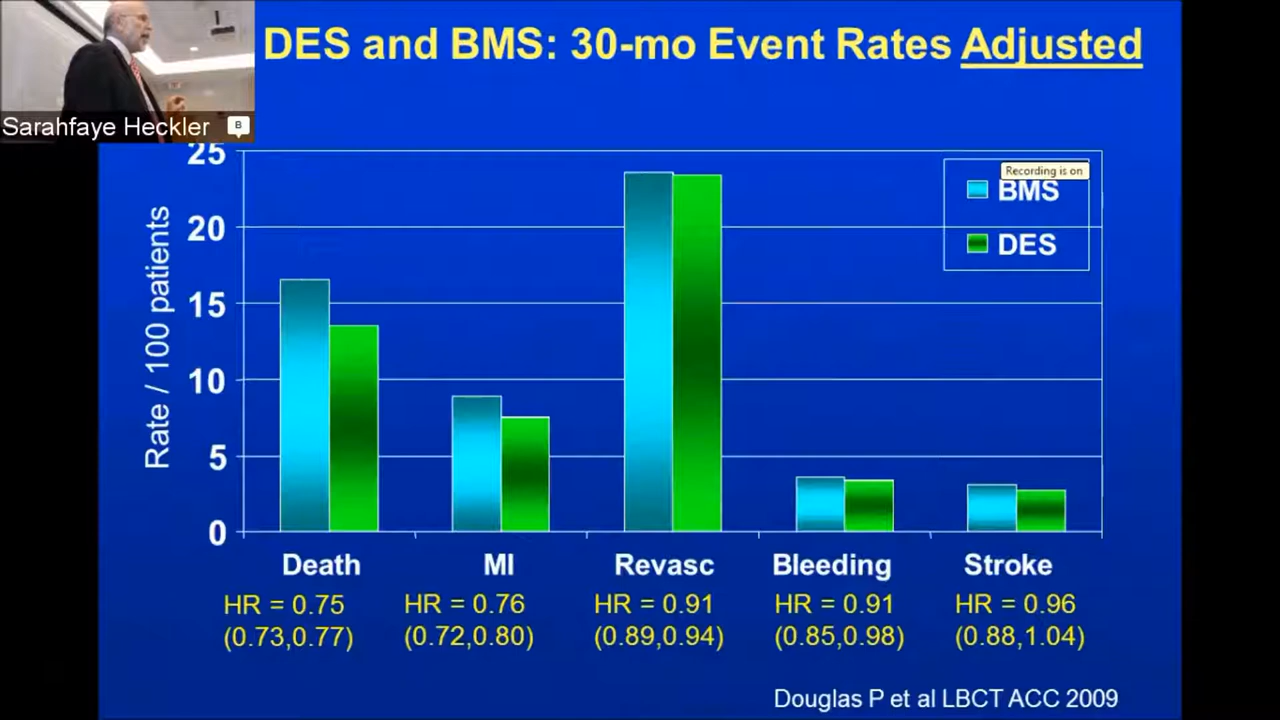 DES and BMS: 30-mo Event Rates Adjusted
Sarahfaye Heckler
B
25
20
15
10
5
0
Rate / 100 patients
Recording is on
BMS
DES
Death MI Revasc Bleeding Stroke
HR = 0.75 HR = 0.76 HR = 0.91 HR = 0.91 HR = 0.96
(0.73,0.77) (0.72,0.80) (0.89,0.94) (0.85,0.98) (0.88,1.04)
Douglas P et al LBCT ACC 2009